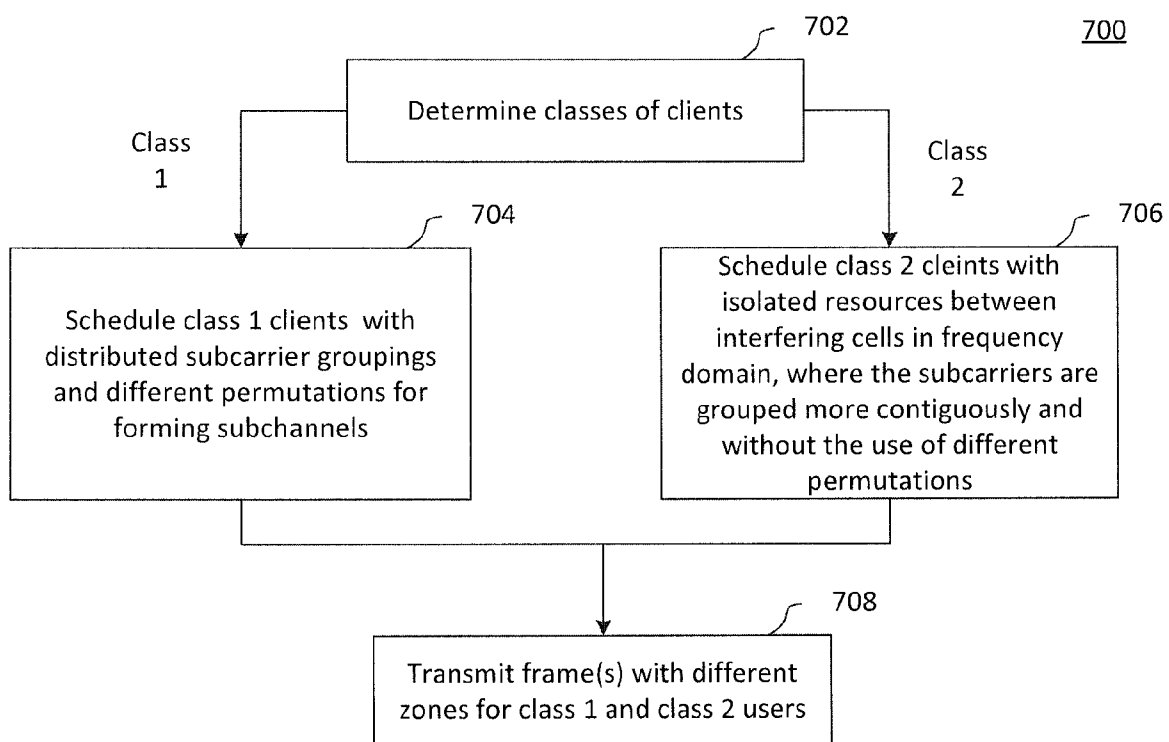 702
700
Determine classes of clients
Class
1
Class
2
704
706
Schedule class 1 clients with
distributed subcarrier groupings
and different permutations for
forming subchannels
Schedule class 2 cleints with
isolated resources between
interfering cells in frequency
domain, where the subcarriers are
grouped more contiguously and
without the use of different
permutations
708
Transmit frame(s) with different
zones for class 1 and class 2 users